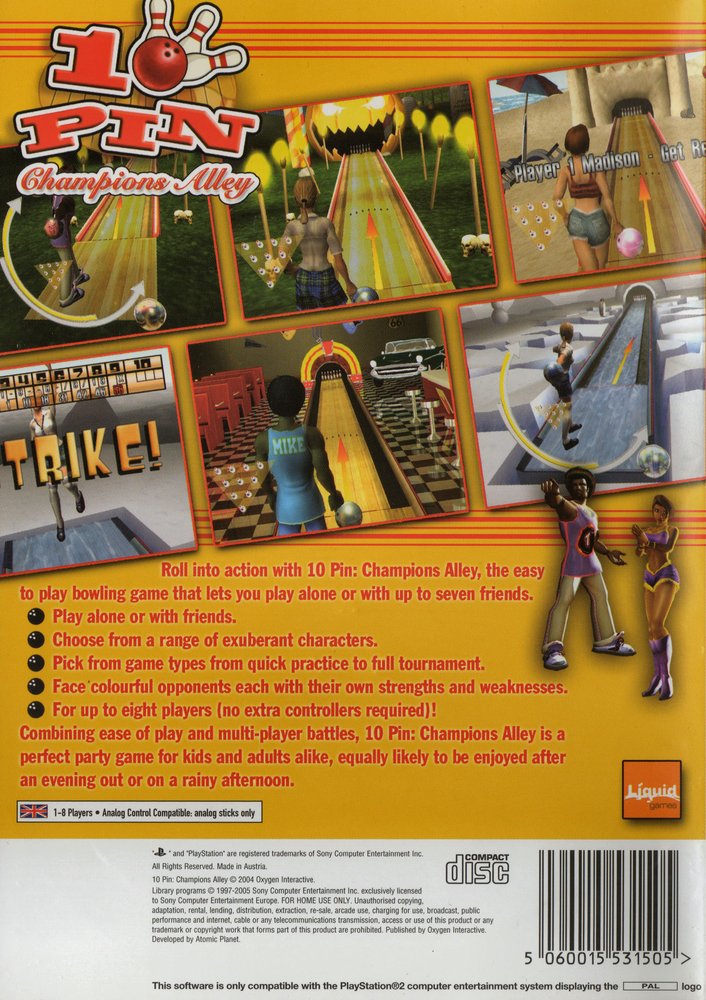 10
PIN
Champions Alley
Player 1 Madison - Get Re
3 4 5 6 7 8 9 10
TRIKE!
66
MIKE
Roll into action with 10 Pin: Champions Alley, the easy
to play bowling game that lets you play alone or with up to seven friends.
Play alone or with friends.
Choose from a range of exuberant characters.
Pick from game types from quick practice to full tournament.
Face colourful opponents each with their own strengths and weaknesses.
For up to eight players (no extra controllers required)!
Combining ease of play and multi-player battles, 10 Pin: Champions Alley is a
perfect party game for kids and adults alike, equally likely to be enjoyed after
an evening out or on a rainy afternoon.
Liquid
games
1-8 Players • Analog Control Compatible: analog sticks only
" " and "PlayStation" are registered trademarks of Sony Computer Entertainment Inc.
All Rights Reserved. Made in Austria.
10 Pin: Champions Alley © 2004 Oxygen Interactive.
Library programs © 1997-2005 Sony Computer Entertainment Inc. exclusively licensed
to Sony Computer Entertainment Europe. FOR HOME USE ONLY. Unauthorised copying,
adaptation, rental, lending, distribution, extraction, re-sale, arcade use, charging for use, broadcast, public
performance and internet, cable or any telecommunications transmission, access or use of this product or any
trademark or copyright work that forms part of this product are prohibited. Published by Oxygen Interactive.
Developed by Atomic Planet.
COMPACT
disc
5 060015 531505 >
This software is only compatible with the PlayStation®2 computer entertainment system displaying the PAL logo